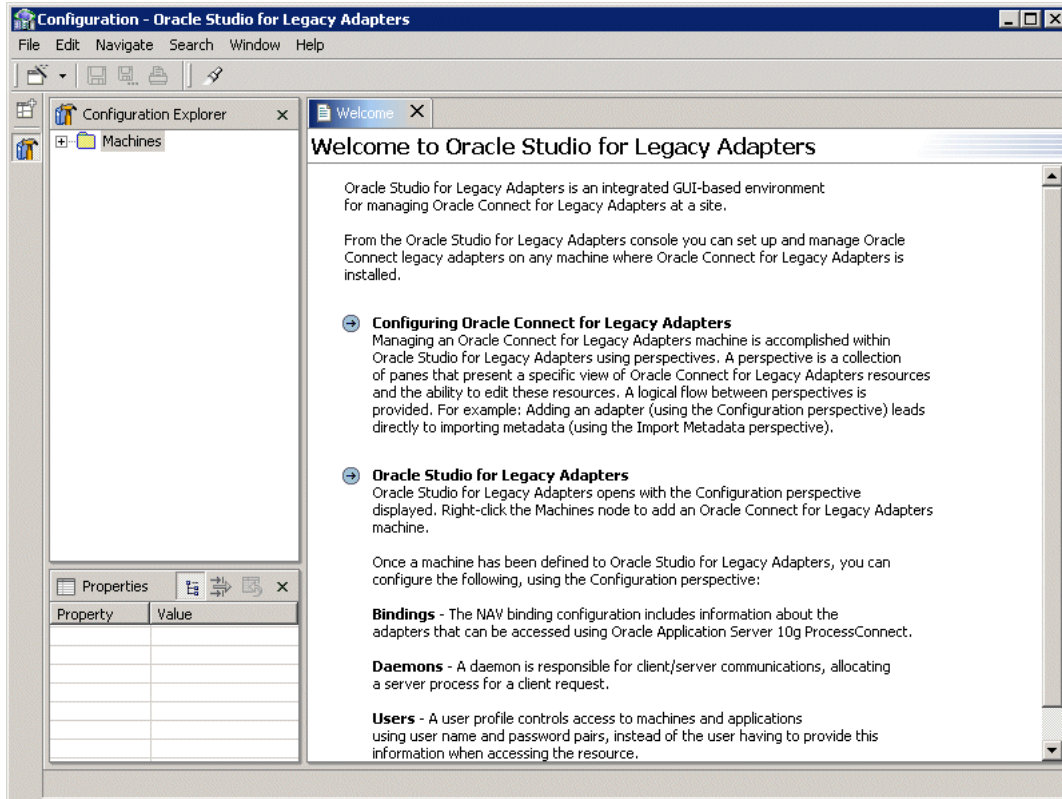 Configuration - Oracle Studio for Legacy Adapters
File Edit Navigate Search Window Help
Configuration Explorer
Machines
Welcome
Welcome to Oracle Studio for Legacy Adapters
Oracle Studio for Legacy Adapters is an integrated GUI-based environment
for managing Oracle Connect for Legacy Adapters at a site.
From the Oracle Studio for Legacy Adapters console you can set up and manage Oracle
Connect legacy adapters on any machine where Oracle Connect for Legacy Adapters is
installed.
Configuring Oracle Connect for Legacy Adapters
Managing an Oracle Connect for Legacy Adapters machine is accomplished within
Oracle Studio for Legacy Adapters using perspectives. A perspective is a collection
of panes that present a specific view of Oracle Connect for Legacy Adapters resources
and the ability to edit these resources. A logical flow between perspectives is
provided. For example: Adding an adapter (using the Configuration perspective) leads
directly to importing metadata (using the Import Metadata perspective).
Oracle Studio for Legacy Adapters
Oracle Studio for Legacy Adapters opens with the Configuration perspective
displayed. Right-click the Machines node to add an Oracle Connect for Legacy Adapters
machine.
Once a machine has been defined to Oracle Studio for Legacy Adapters, you can
configure the following, using the Configuration perspective:
Bindings - The NAV binding configuration includes information about the
adapters that can be accessed using Oracle Application Server 10g ProcessConnect.
Daemons - A daemon is responsible for client/server communications, allocating
a server process for a client request.
Users - A user profile controls access to machines and applications
using user name and password pairs, instead of the user having to provide this
information when accessing the resource.
Properties
Property Value